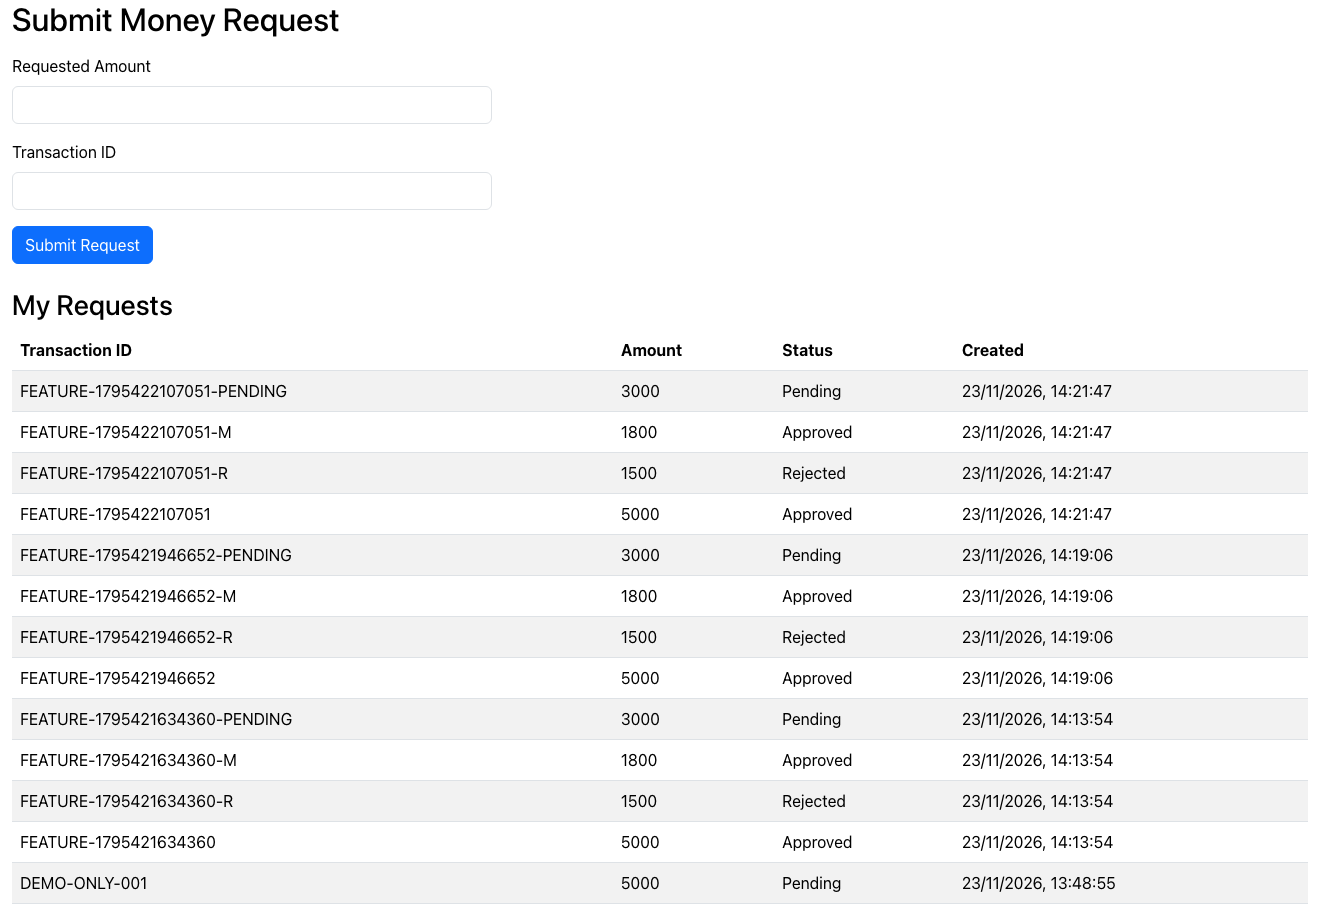 Submit Money Request
Requested Amount
Transaction ID
Submit Request
My Requests
Transaction ID Amount Status Created
FEATURE-1795422107051-PENDING 3000 Pending 23/11/2026, 14:21:47
FEATURE-1795422107051-M 1800 Approved 23/11/2026, 14:21:47
FEATURE-1795422107051-R 1500 Rejected 23/11/2026, 14:21:47
FEATURE-1795422107051 5000 Approved 23/11/2026, 14:21:47
FEATURE-1795421946652-PENDING 3000 Pending 23/11/2026, 14:19:06
FEATURE-1795421946652-M 1800 Approved 23/11/2026, 14:19:06
FEATURE-1795421946652-R 1500 Rejected 23/11/2026, 14:19:06
FEATURE-1795421946652 5000 Approved 23/11/2026, 14:19:06
FEATURE-1795421634360-PENDING 3000 Pending 23/11/2026, 14:13:54
FEATURE-1795421634360-M 1800 Approved 23/11/2026, 14:13:54
FEATURE-1795421634360-R 1500 Rejected 23/11/2026, 14:13:54
FEATURE-1795421634360 5000 Approved 23/11/2026, 14:13:54
DEMO-ONLY-001 5000 Pending 23/11/2026, 13:48:55